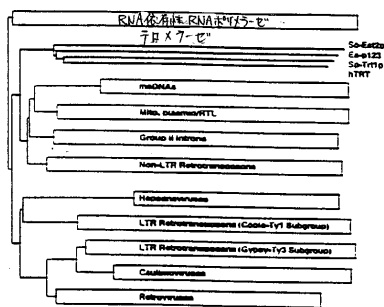 RNA依存性RNAポリメラーゼ
テロメラーゼ
Sc-Est2p
Ea-p123
Sp-Trt1p
hTRT
msDNAs
Mito. plasmid/RTL
Group II Introns
Non-LTR Retrotransposons
Hepadnaviruses
LTR Retrotransposons (Copia-Ty1 Subgroup)
LTR Retrotransposons (Gypsy-Ty3 Subgroup)
Caulimoviruses
Retroviruses